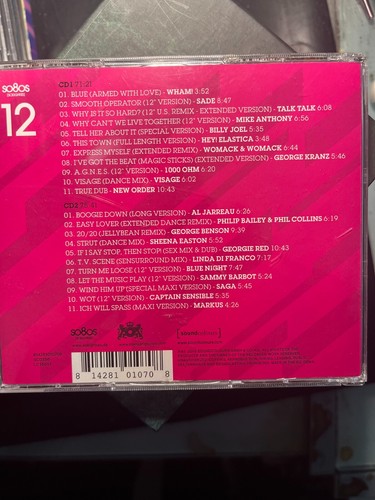 so80s
12
CD1 71:21
01. BLUE (ARMED WITH LOVE) • WHAM! 3:52
02. SMOOTH OPERATOR (12" VERSION) • SADE 8:47
03. WHY IS IT SO HARD? (12" U.S. REMIX - EXTENDED VERSION) • TALK TALK 6:08
04. WHY CAN'T WE LIVE TOGETHER (12" VERSION) • MIKE ANTHONY 6:56
05. TELL HER ABOUT IT (SPECIAL VERSION) • BILLY JOEL 5:35
06. THIS TOWN (FULL LENGTH VERSION) • HEY! ELASTICA 3:48
07. EXPRESS MYSELF (EXTENDED REMIX) • WOMACK & WOMACK 6:44
08. I'VE GOT THE BEAT (MAGIC STICKS) (EXTENDED VERSION) • GEORGE KRANZ 5:46
09. A.G.N.E.S. (12" VERSION) • 1000 OHM 6:20
10. VISAGE (DANCE MIX) • VISAGE 6:02
11. TRUE DUB • NEW ORDER 10:43
CD2
01. BOOGIE DOWN (LONG VERSION) • AL JARREAU 6:26
02. EASY LOVER (EXTENDED DANCE REMIX) • PHILIP BAILEY & PHIL COLLINS 6:19
03. 20/20 (JELLYBEAN REMIX) • GEORGE BENSON 9:39
04. STRUT (DANCE MIX) • SHEENA EASTON 5:52
05. IF I SAY STOP, THEN STOP (SEX MIX & DUB) • GEORGIE RED 10:43
06. T.V. SCENE (SENSURROUND MIX) • LINDA DI FRANCO 7:17
07. TURN ME LOOSE (12" VERSION) • BLUE NIGHT 7:47
08. LET THE MUSIC PLAY (12" VERSION) • SAMMY BARBOT 5:24
09. WIND HIM UP (SPECIAL MAXI VERSION) • SAGA 5:45
10. WOT (12" VERSION) • CAPTAIN SENSIBLE 5:35
11. ICH WILL SPASS (MAXI VERSION) • MARKUS 4:26
so80s
8 14281 01070 8